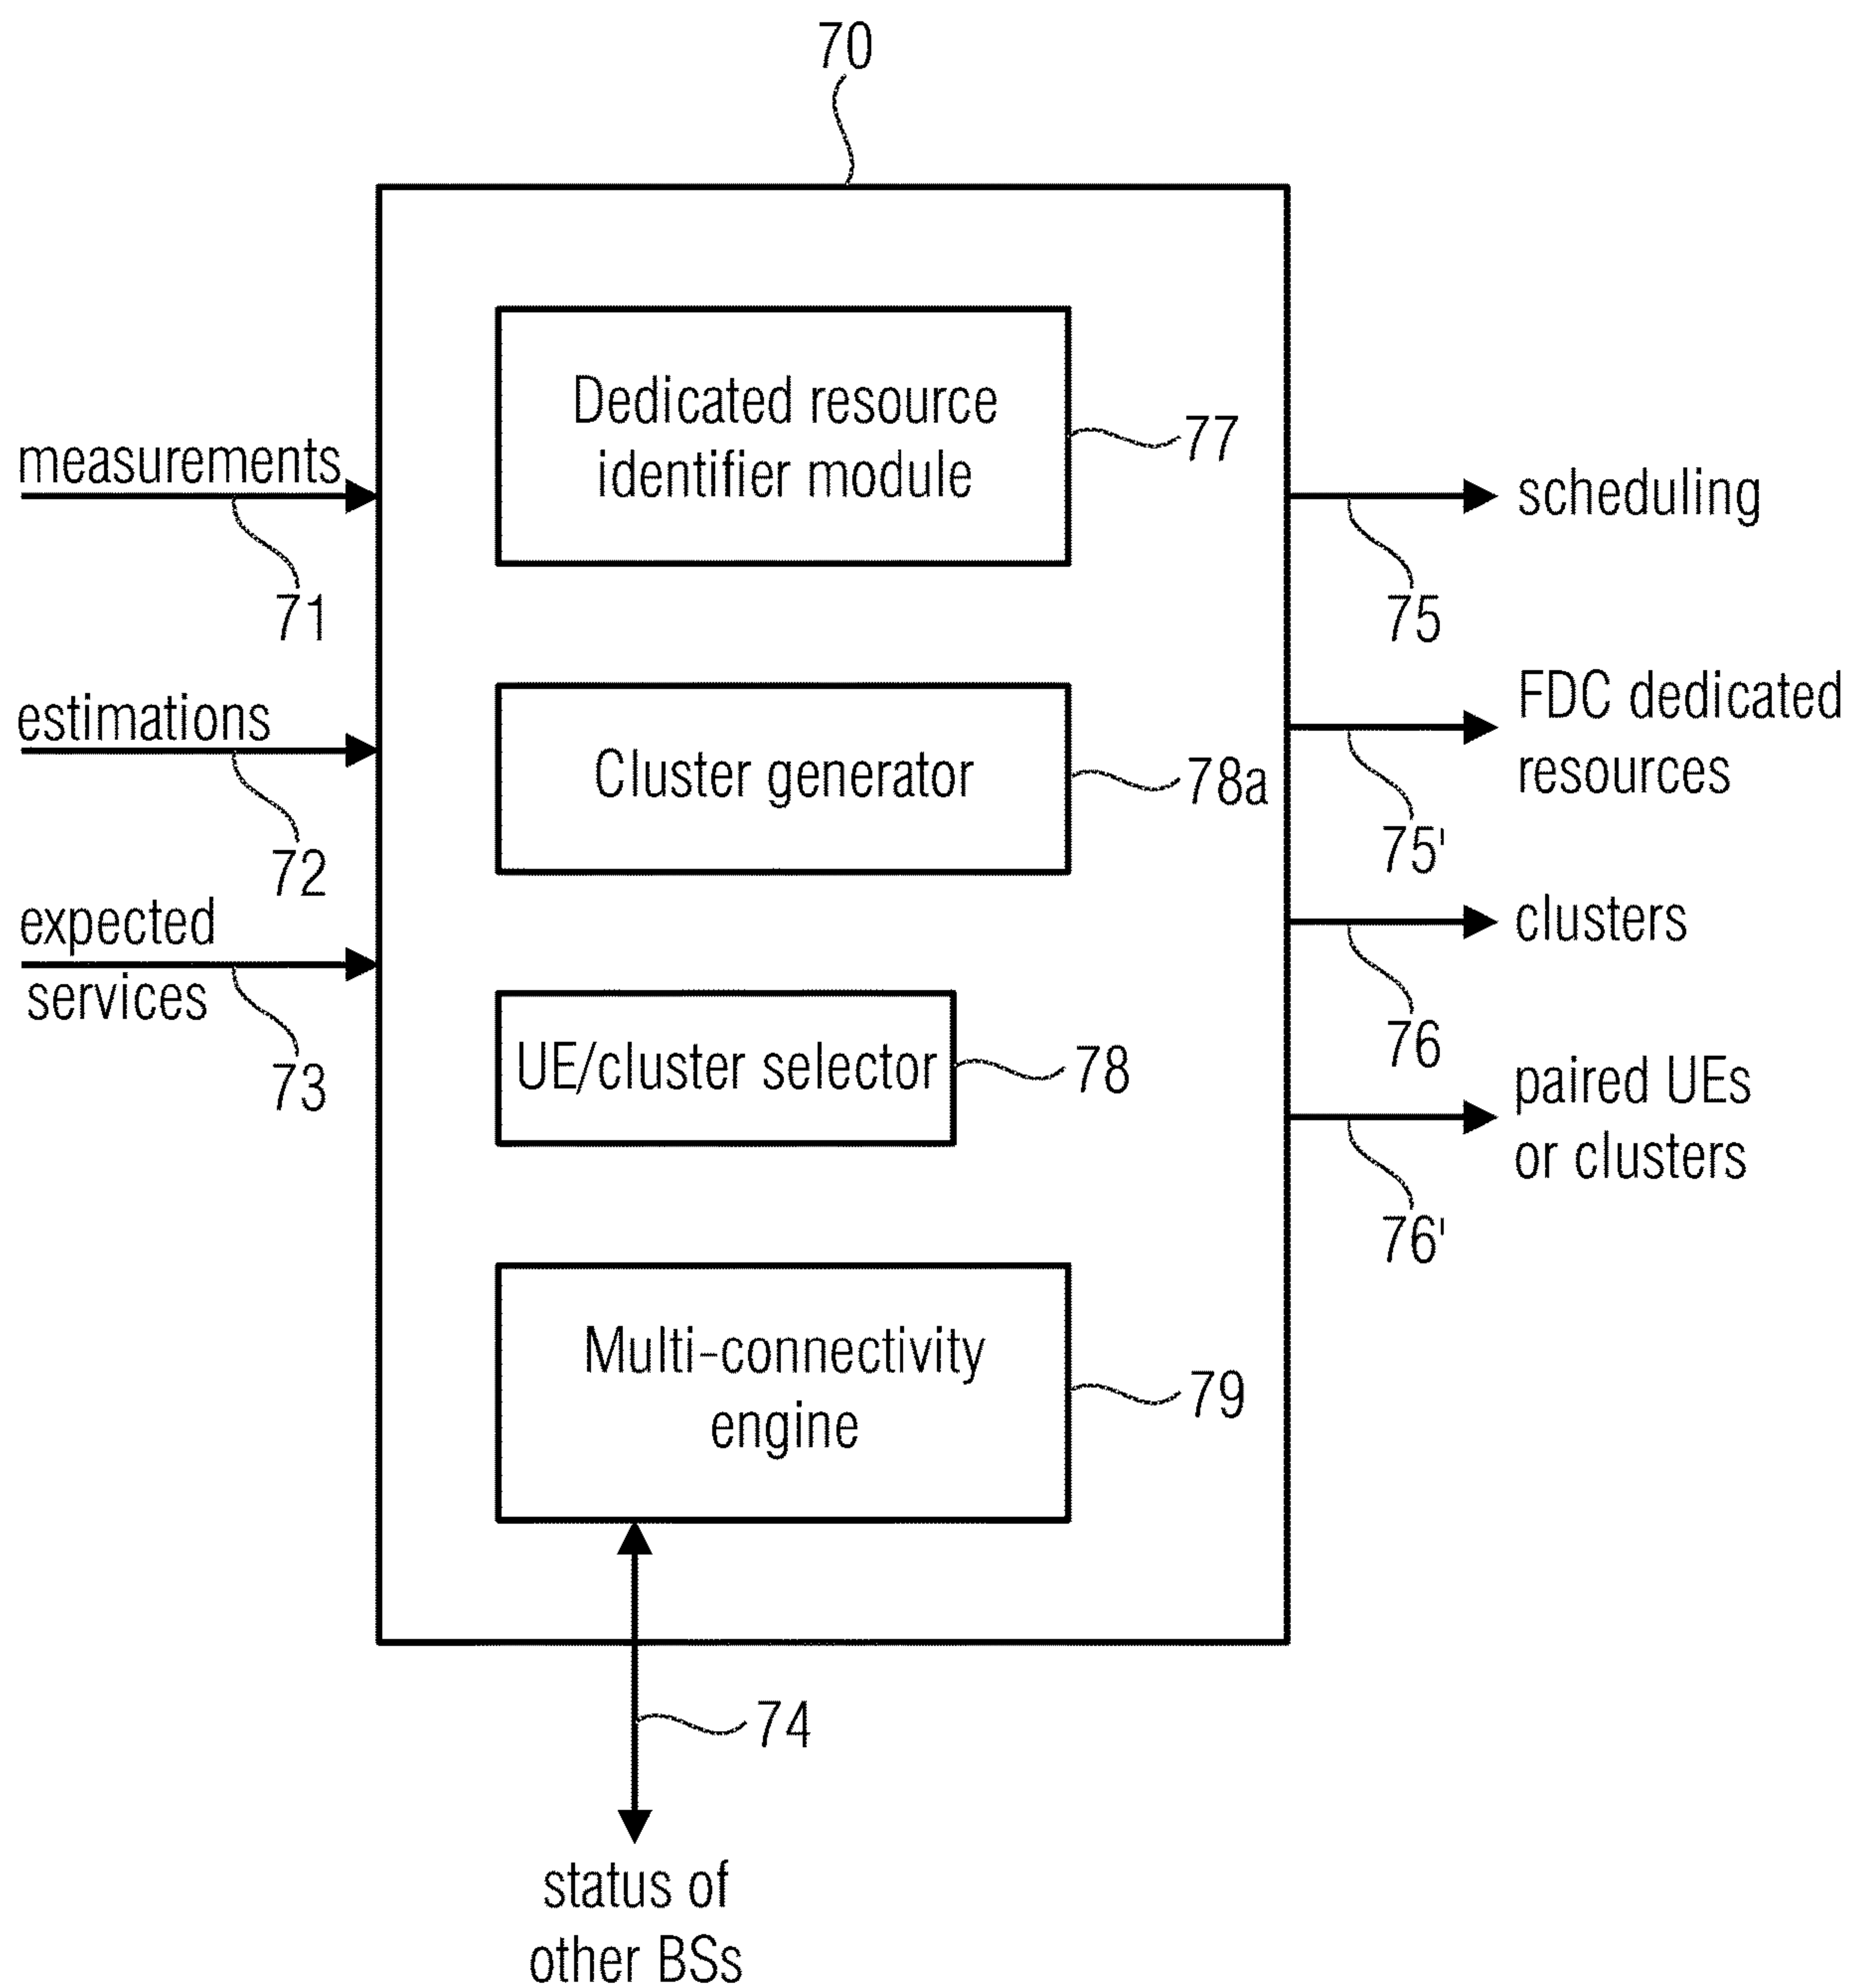 70
Dedicated resource
identifier module
77
measurements
71
scheduling
75
estimations
72
Cluster generator
78a
FDC dedicated
resources
75'
expected
services
73
clusters
76
UE/cluster selector
78
paired UEs
or clusters
76'
Multi-connectivity
engine
79
74
status of
other BSs